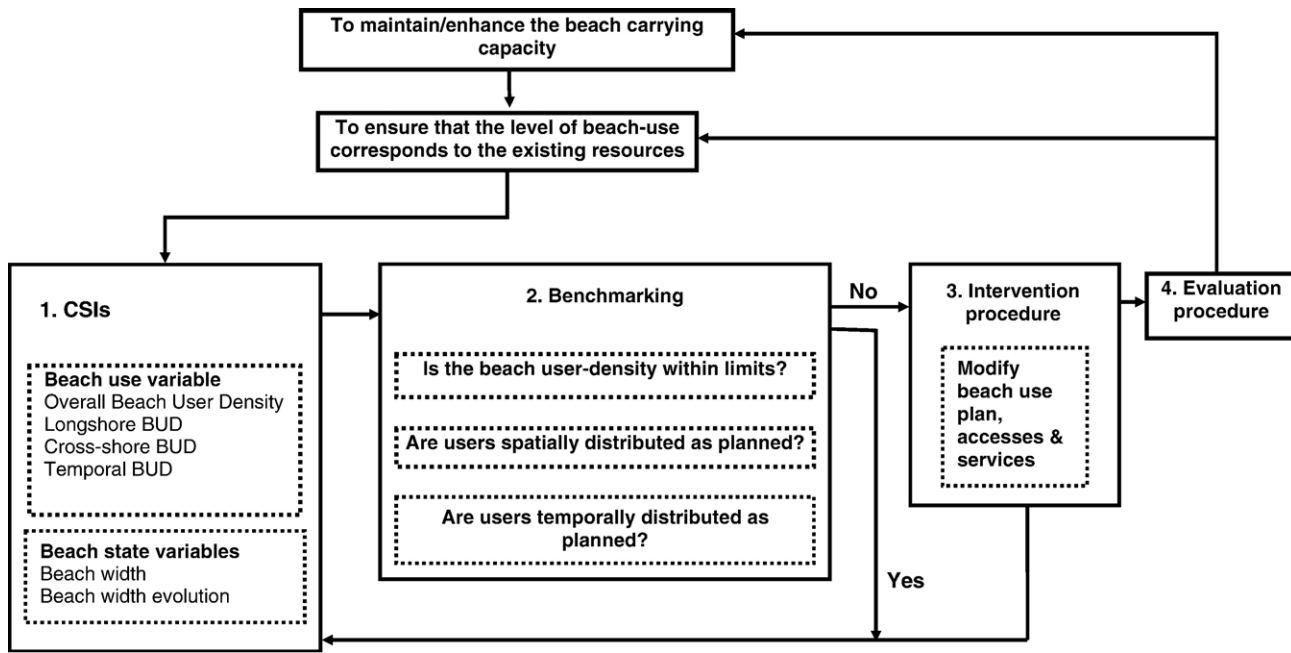 To maintain/enhance the beach carrying
capacity
To ensure that the level of beach-use
corresponds to the existing resources
1. CSIs
Beach use variable
Overall Beach User Density
Longshore BUD
Cross-shore BUD
Temporal BUD
Beach state variables
Beach width
Beach width evolution
2. Benchmarking
Is the beach user-density within limits?
Are users spatially distributed as planned?
Are users temporally distributed as
planned?
No
Yes
3. Intervention
procedure
Modify
beach use
plan,
accesses &
services
4. Evaluation
procedure